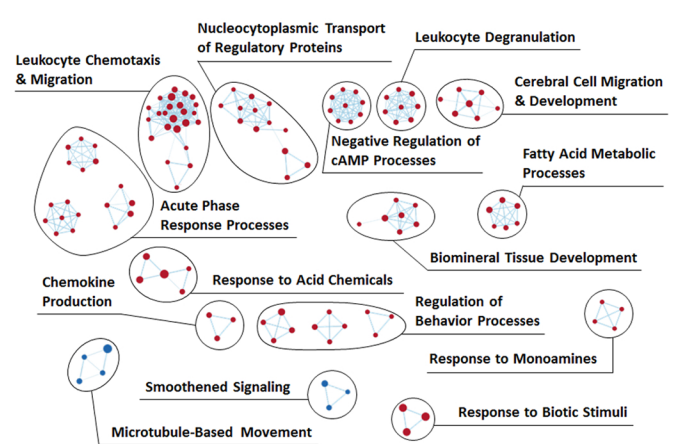 Nucleocytoplasmic Transport
of Regulatory Proteins
Leukocyte Degranulation
Leukocyte Chemotaxis
& Migration
Cerebral Cell Migration
& Development
Negative Regulation of
cAMP Processes
Fatty Acid Metabolic
Processes
Acute Phase
Response Processes
Biomineral Tissue Development
Response to Acid Chemicals
Chemokine
Production
Regulation of
Behavior Processes
Response to Monoamines
Smoothened Signaling
Response to Biotic Stimuli
Microtubule-Based Movement